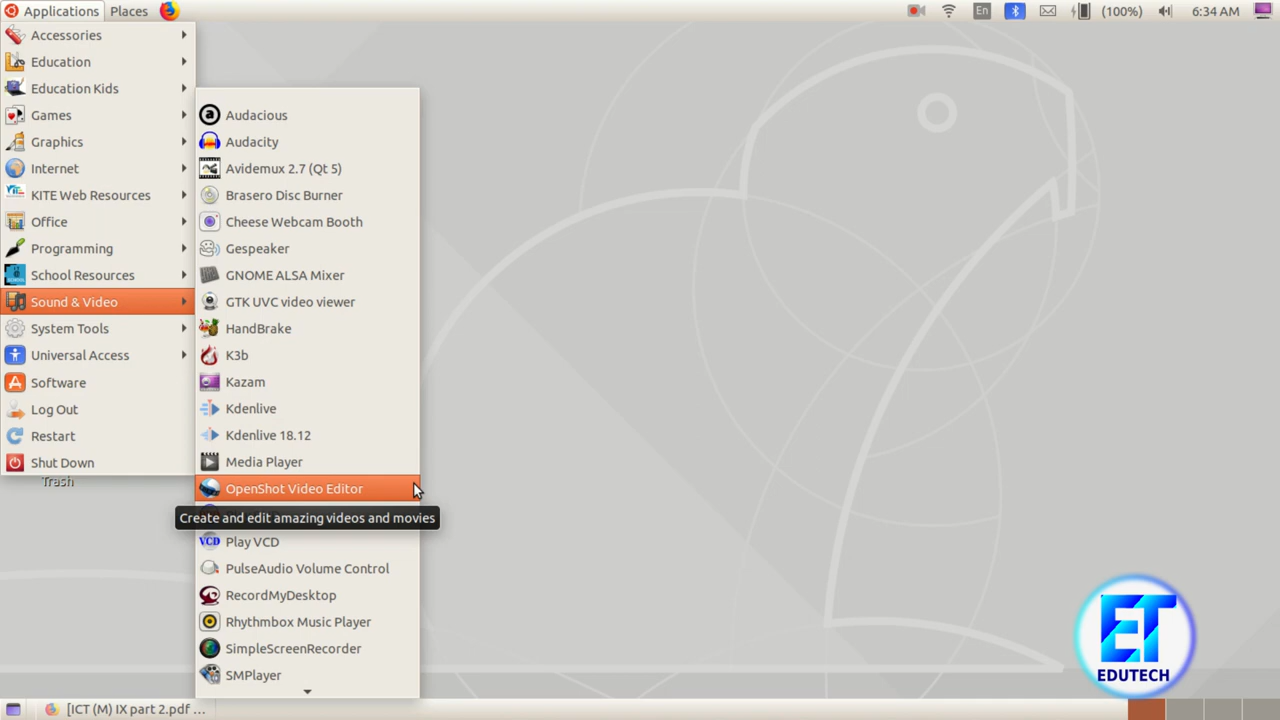 Applications Places En (100%) 6:34 AM
Accessories
Education
Education Kids
Games
Graphics
Internet
KITE Web Resources
Office
Programming
School Resources
Sound & Video
System Tools
Universal Access
Software
Log Out
Restart
Shut Down
Trash
Audacious
Audacity
Avidemux 2.7 (Qt 5)
Brasero Disc Burner
Cheese Webcam Booth
Gespeaker
GNOME ALSA Mixer
GTK UVC video viewer
HandBrake
K3b
Kazam
Kdenlive
Kdenlive 18.12
Media Player
OpenShot Video Editor
Create and edit amazing videos and movies
VCD Play VCD
PulseAudio Volume Control
RecordMyDesktop
Rhythmbox Music Player
SimpleScreenRecorder
SMPlayer
ET
EDUTECH
[ICT (M) IX part 2.pdf ...